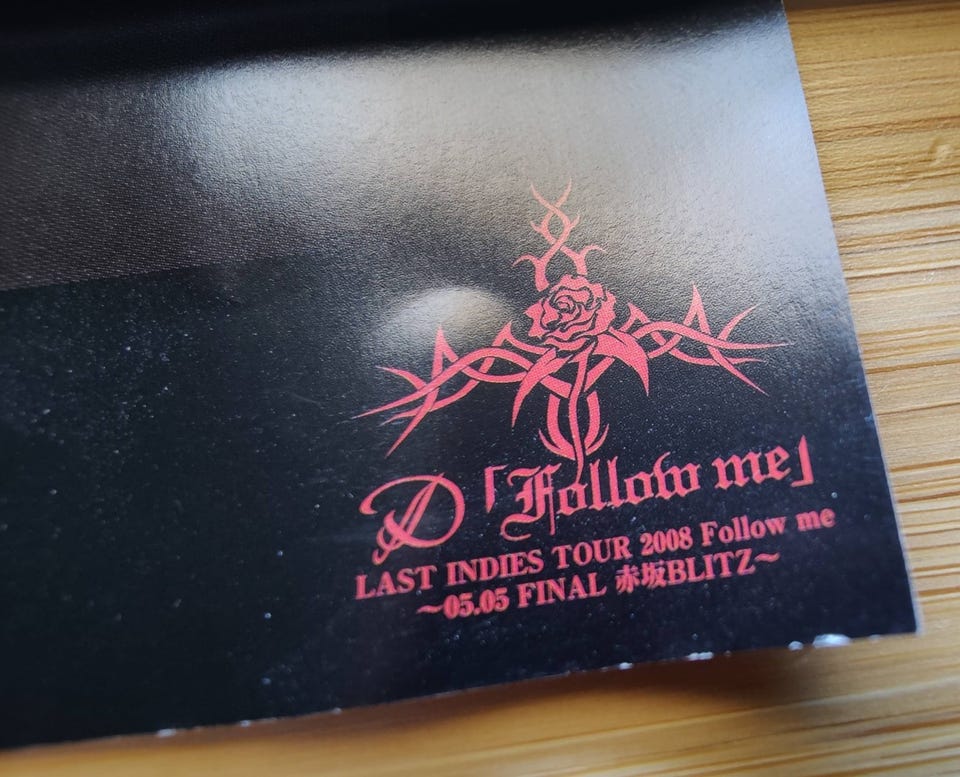 D「Follow me」
LAST INDIES TOUR 2008 Follow me
～05.05 FINAL 赤坂BLITZ～